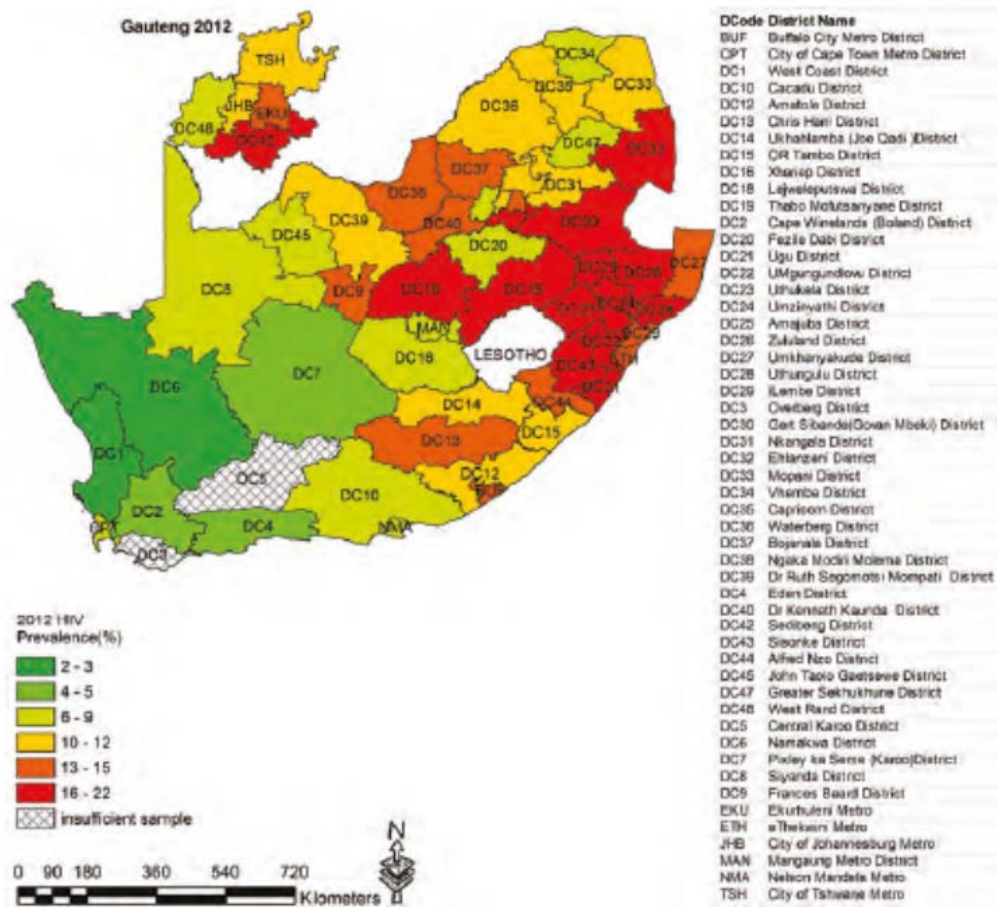 Gauteng 2012
TSH
JHB
EKU
DC48
DC42
DC34
DC35
DC33
DC36
DC47
DC37
DC31
DC39
DC45
DC20
DC8
DC9
MAN
DC16
LESOTHO
DC7
DC6
DC14
DC15
DC12
DC1
DC2
DC10
DC4
NMA
CPT
2012 HIV
Prevalence(%)
2 - 3
4 - 5
6 - 9
10 - 12
13 - 15
16 - 22
insufficient sample
0 90 180 360 540 720
Kilometers
N
DCode District Name
BUF Buffalo City Metro District
CPT City of Cape Town Metro District
DC1 West Coast District
DC10 Cacadu District
DC12 Amatole District
DC13 Chris Hani District
DC14 Ukhahlamba (Joe Qadi )District
DC15 OR Tambo District
DC16 Xhariep District
DC18 Lejweleputswa District
DC19 Thabo Mofutsanyane District
DC2 Cape Winelands (Boland) District
DC20 Fezile Dabi District
DC21 Ugu District
DC22 UMgungundlovu District
DC23 Uthukela District
DC24 Umzinyathi District
DC25 Amajuba District
DC26 Zululand District
DC27 Umkhanyakude District
DC28 Uthungulu District
DC29 iLembe District
DC3 Overberg District
DC30 Gert Sibande(Govan Mbeki) District
DC31 Nkangala District
DC32 Ehlanzeni District
DC33 Mopani District
DC34 Vhembe District
DC35 Capricorn District
DC36 Waterberg District
DC37 Bojanala District
DC38 Ngaka Modiri Molema District
DC39 Dr Ruth Segomotsi Mompati District
DC4 Eden District
DC40 Dr Kenneth Kaunda District
DC42 Sedibeng District
DC43 Sisonke District
DC44 Alfred Nzo District
DC45 John Taolo Gaetsewe District
DC47 Greater Sekhukhune District
DC48 West Rand District
DC5 Central Karoo District
DC6 Namakwa District
DC7 Pixley ka Seme (Karoo)District
DC8 Siyanda District
DC9 Frances Baard District
EKU Ekurhuleni Metro
ETH eThekwini Metro
JHB City of Johannesburg Metro
MAN Mangaung Metro District
NMA Nelson Mandela Metro
TSH City of Tshwane Metro